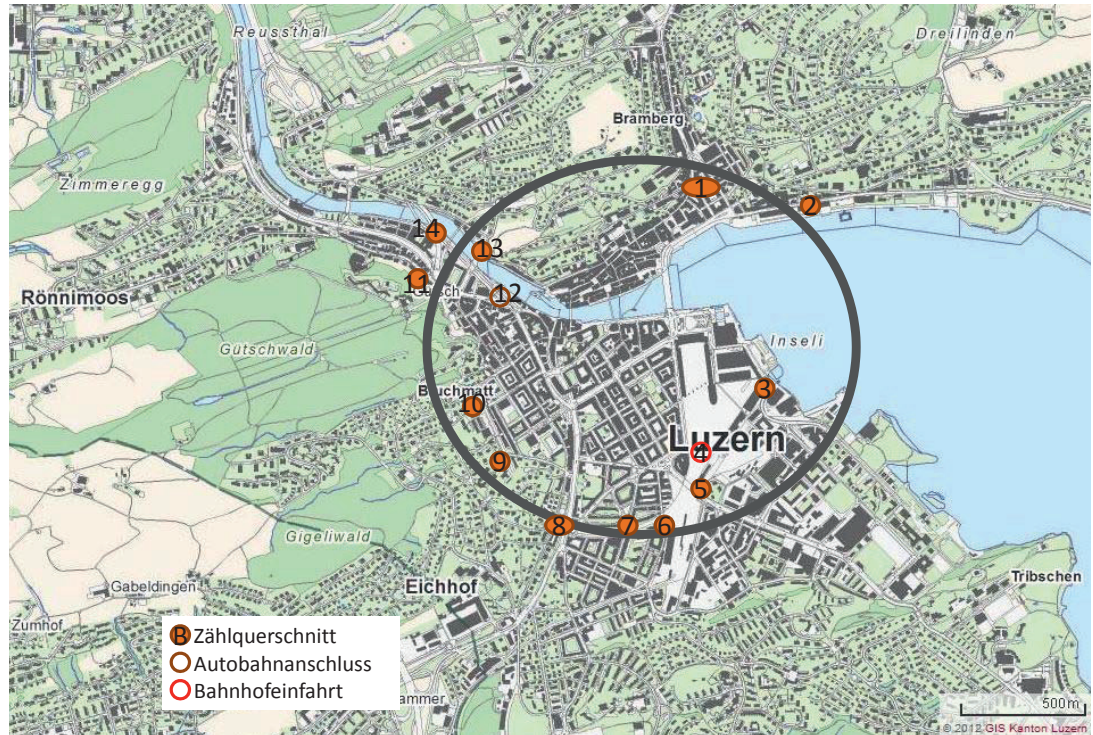 Reussthal
Dreilinden
Bramberg
Zimmeregg
1
2
14
13
11
Gütsch
12
Rönnimoos
Inseli
Gütschwald
3
Bruchmatt
10
Luzern
4
9
5
8
7
6
Gigeliwald
Eichhof
Gabeldingen
Tribschen
Zumhof
B Zählquerschnitt
Autobahnanschluss
Bahnhofeinfahrt
ammer
500m
© 2012 GIS Kanton Luzern